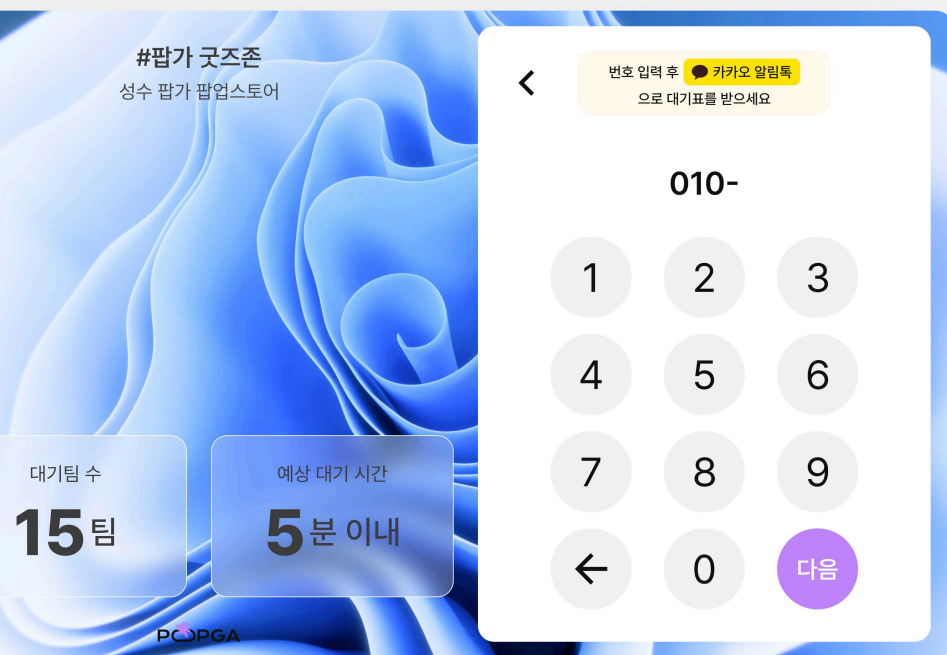 #팝가 굿즈존
성수 팝가 팝업스토어
대기팀 수
15 팀
예상 대기 시간
5 분 이내
POPGA
번호 입력 후 카카오 알림톡
으로 대기표를 받으세요
010-
1 2 3
4 5 6
7 8 9
← 0 다음